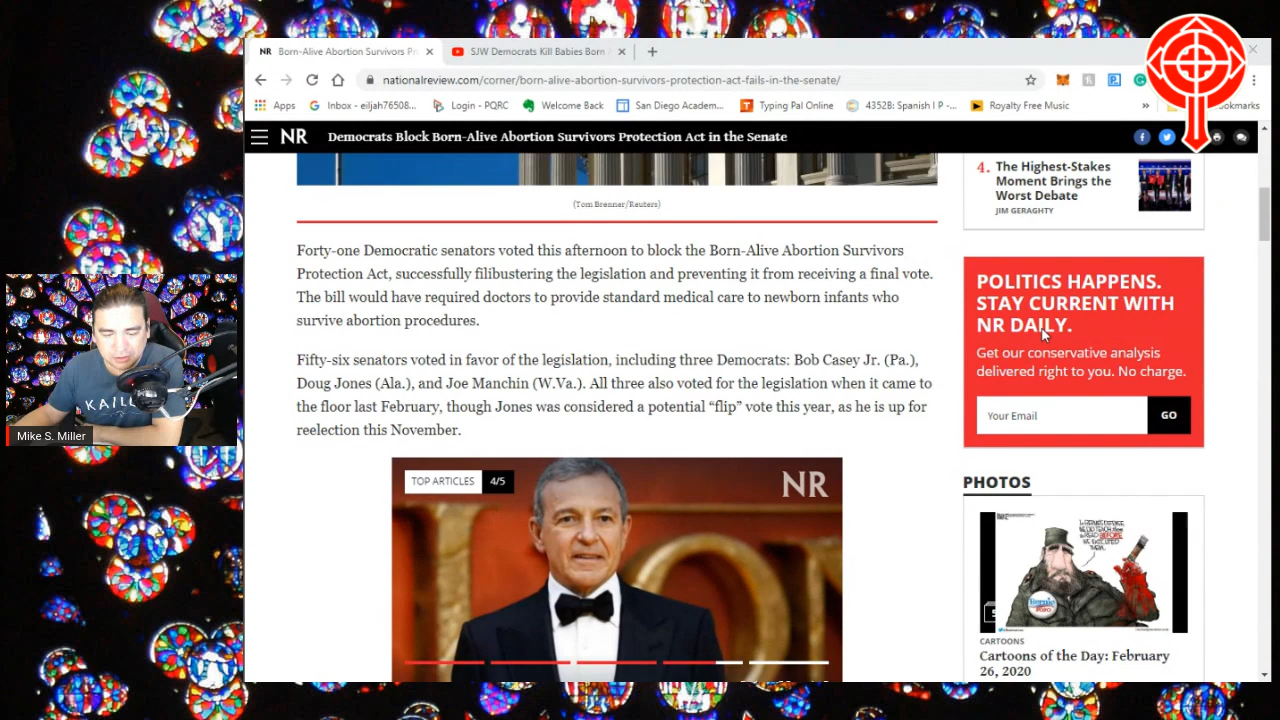 NR Born-Alive Abortion Survivors Pr
SJW Democrats Kill Babies Born
nationalreview.com/corner/born-alive-abortion-survivors-protection-act-fails-in-the-senate/
Apps
Inbox - eiljah76508...
Login - PQRC
Welcome Back
San Diego Academ...
Typing Pal Online
4352B: Spanish I P -...
Royalty Free Music
»
NR Democrats Block Born-Alive Abortion Survivors Protection Act in the Senate
(Tom Brenner/Reuters)
Forty-one Democratic senators voted this afternoon to block the Born-Alive Abortion Survivors
Protection Act, successfully filibustering the legislation and preventing it from receiving a final vote.
The bill would have required doctors to provide standard medical care to newborn infants who
survive abortion procedures.
Fifty-six senators voted in favor of the legislation, including three Democrats: Bob Casey Jr. (Pa.),
Doug Jones (Ala.), and Joe Manchin (W.Va.). All three also voted for the legislation when it came to
the floor last February, though Jones was considered a potential “flip” vote this year, as he is up for
reelection this November.
TOP ARTICLES 4/5
NR
4. The Highest-Stakes
Moment Brings the
Worst Debate
JIM GERAGHTY
POLITICS HAPPENS.
STAY CURRENT WITH
NR DAILY.
Get our conservative analysis
delivered right to you. No charge.
Your Email GO
PHOTOS
CARTOONS
Cartoons of the Day: February
26, 2020
Mike S. Miller